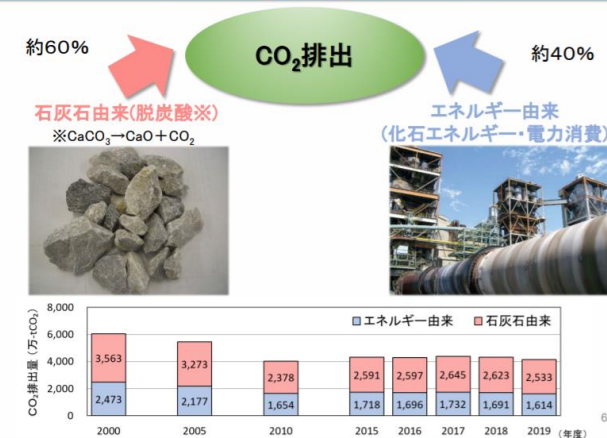 約60%
CO₂排出
約40%
石灰石由来(脱炭酸※)
※CaCO₃→CaO＋CO₂
エネルギー由来
(化石エネルギー・電力消費)
CO₂排出量 (万-tCO₂)
8,000
6,000
4,000
2,000
0
エネルギー由来 石灰石由来
3,563 3,273 2,378 2,591 2,597 2,645 2,623 2,533
2,473 2,177 1,654 1,718 1,696 1,732 1,691 1,614
2000 2005 2010 2015 2016 2017 2018 2019 (年度)
6